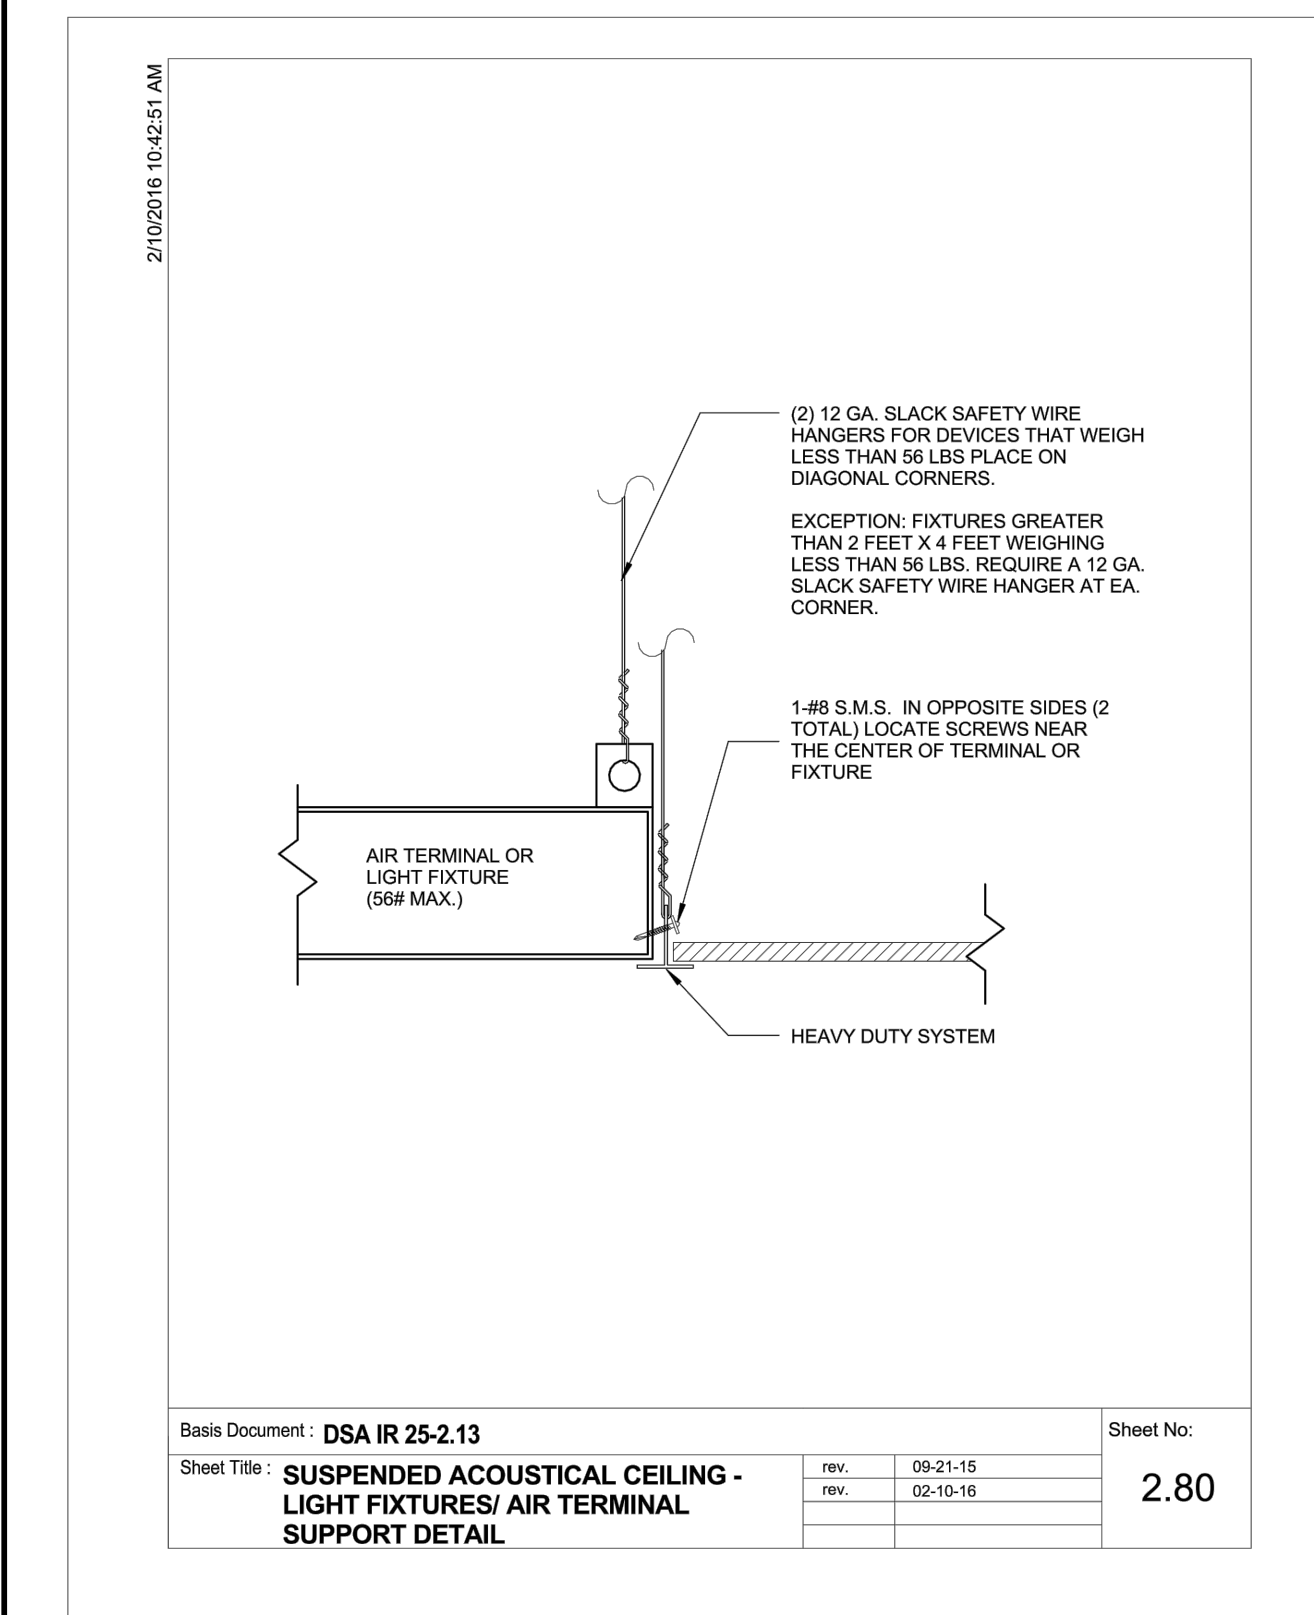 2/10/2016 10:42:51 AM
(2) 12 GA. SLACK SAFETY WIRE
HANGERS FOR DEVICES THAT WEIGH
LESS THAN 56 LBS PLACE ON
DIAGONAL CORNERS.
EXCEPTION: FIXTURES GREATER
THAN 2 FEET X 4 FEET WEIGHING
LESS THAN 56 LBS. REQUIRE A 12 GA.
SLACK SAFETY WIRE HANGER AT EA.
CORNER.
1-#8 S.M.S. IN OPPOSITE SIDES (2
TOTAL) LOCATE SCREWS NEAR
THE CENTER OF TERMINAL OR
FIXTURE
AIR TERMINAL OR
LIGHT FIXTURE
(56# MAX.)
HEAVY DUTY SYSTEM
Basis Document : DSA IR 25-2.13
Sheet Title : SUSPENDED ACOUSTICAL CEILING -
LIGHT FIXTURES/ AIR TERMINAL
SUPPORT DETAIL
rev. 09-21-15
rev. 02-10-16
Sheet No:
2.80